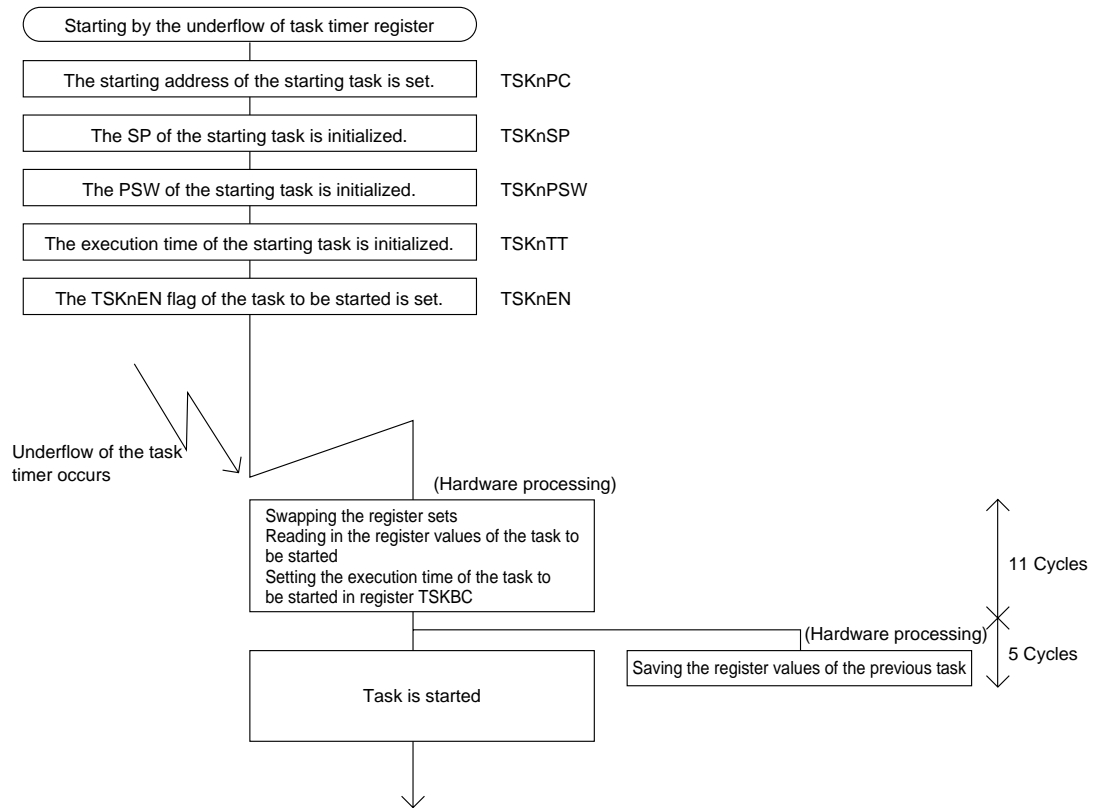 Starting by the underflow of task timer register
The starting address of the starting task is set.
TSKnPC
The SP of the starting task is initialized.
TSKnSP
The PSW of the starting task is initialized.
TSKnPSW
The execution time of the starting task is initialized.
TSKnTT
The TSKnEN flag of the task to be started is set.
TSKnEN
Underflow of the task
timer occurs
(Hardware processing)
Swapping the register sets
Reading in the register values of the task to
be started
Setting the execution time of the task to
be started in register TSKBC
11 Cycles
(Hardware processing)
Saving the register values of the previous task
5 Cycles
Task is started